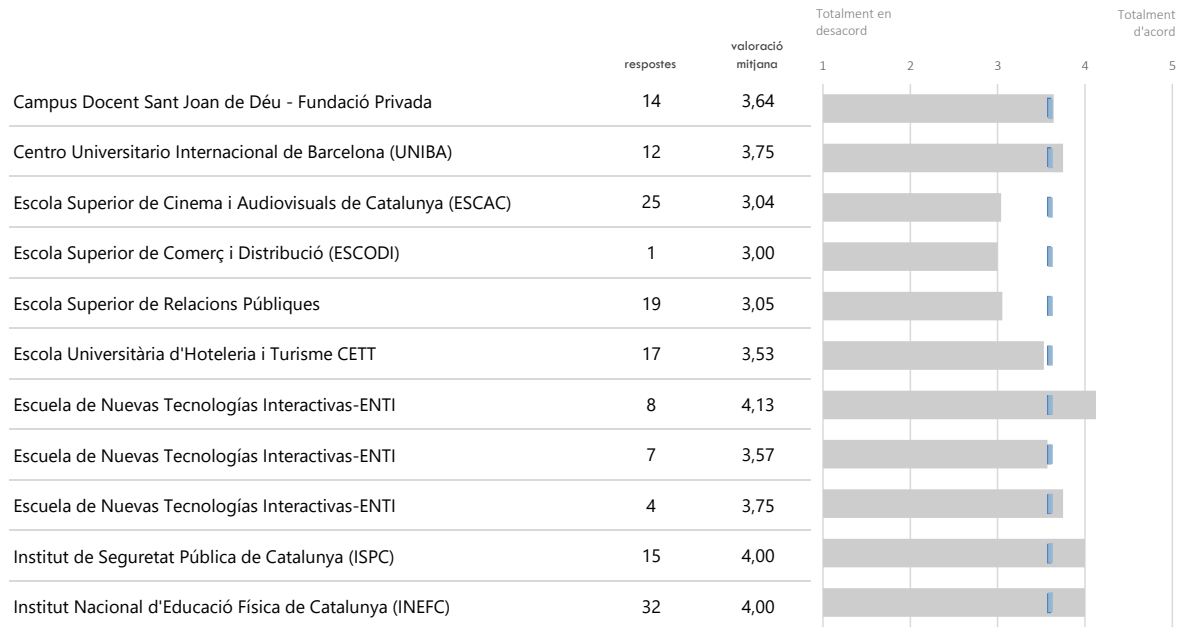 Totalment en desacord
Totalment d'acord
respostes
valoració mitjana
1 2 3 4 5
Campus Docent Sant Joan de Déu - Fundació Privada 14 3,64
Centro Universitario Internacional de Barcelona (UNIBA) 12 3,75
Escola Superior de Cinema i Audiovisuals de Catalunya (ESCAC) 25 3,04
Escola Superior de Comerç i Distribució (ESCODI) 1 3,00
Escola Superior de Relacions Públiques 19 3,05
Escola Universitària d'Hoteleria i Turisme CETT 17 3,53
Escuela de Nuevas Tecnologías Interactivas-ENTI 8 4,13
Escuela de Nuevas Tecnologías Interactivas-ENTI 7 3,57
Escuela de Nuevas Tecnologías Interactivas-ENTI 4 3,75
Institut de Seguretat Pública de Catalunya (ISPC) 15 4,00
Institut Nacional d'Educació Física de Catalunya (INEFC) 32 4,00